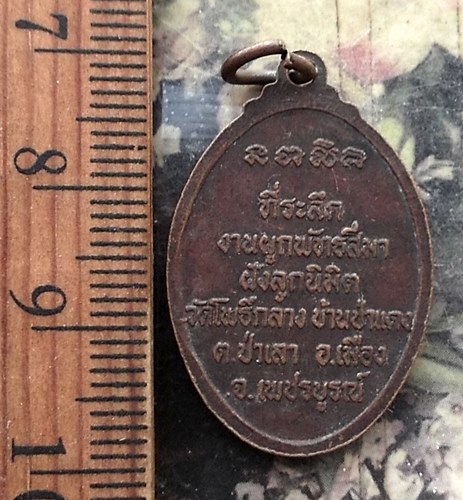 7
8
9
10
ที่ระลึก
งานผูกพัทธสีมา
ฝังลูกนิมิต
วัดโพธิ์กลาง บ้านป่าแดง
ต.ป่าเลา อ.เมือง
จ.เพชรบูรณ์